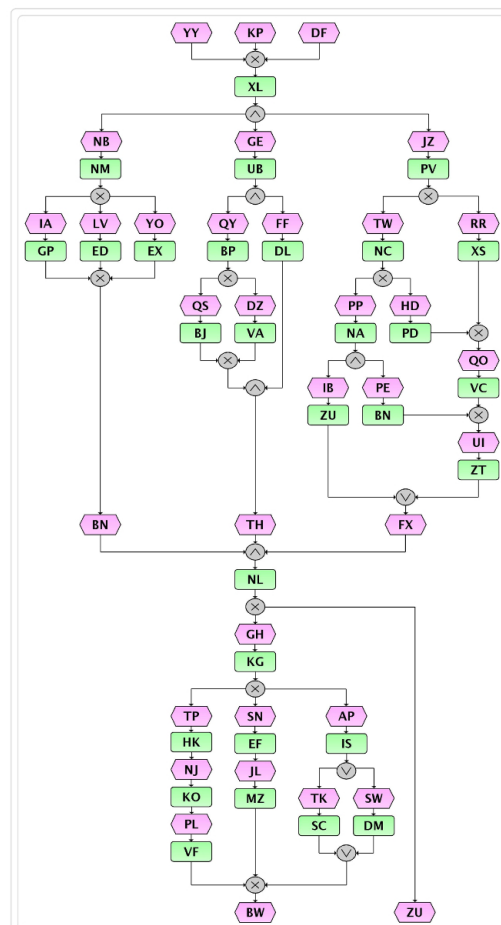 YY KP DF
XL
NB GE JZ
NM UB PV
IA LV YO QY FF TW RR
GP ED EX BP DL NC XS
QS DZ PP HD
BJ VA NA PD
QO
IB PE VC
ZU BN
UI
ZT
BN TH FX
NL
GH
KG
TP SN AP
HK EF IS
NJ JL
KO MZ TK SW
PL SC DM
VF
BW ZU